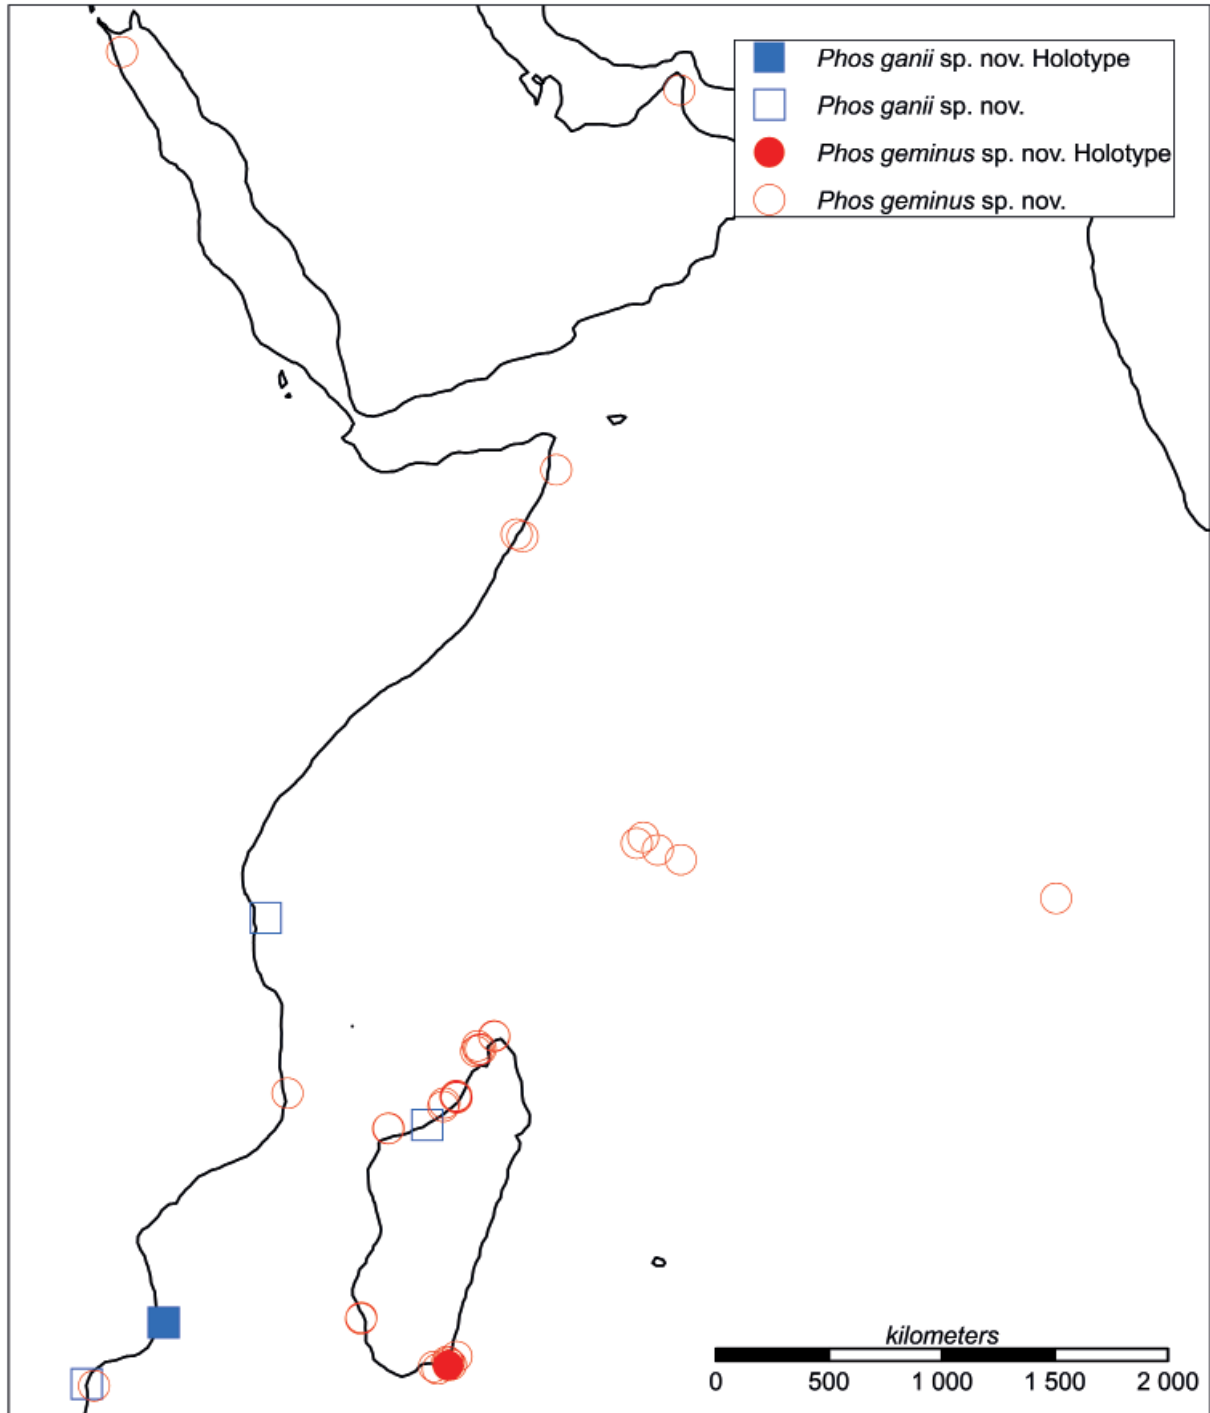 Phos ganii sp. nov. Holotype
Phos ganii sp. nov.
Phos geminus sp. nov. Holotype
Phos geminus sp. nov.
kilometers
0 500 1 000 1 500 2 000